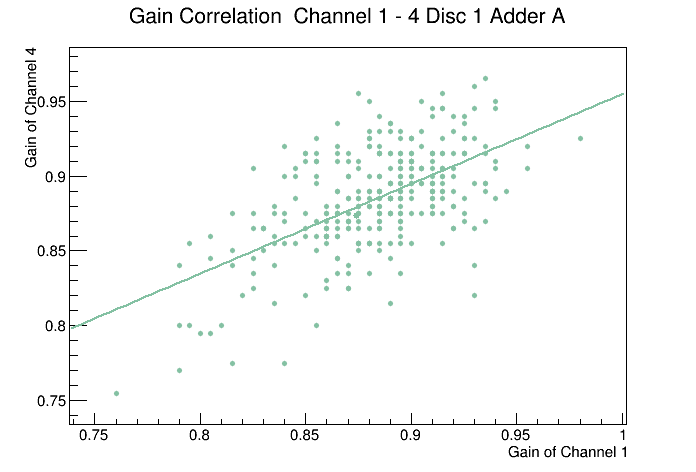 Gain Correlation  Channel 1 - 4 Disc 1 Adder A
Gain of Channel 4
0.95
0.9
0.85
0.8
0.75
0.75 0.8 0.85 0.9 0.95 1
Gain of Channel 1